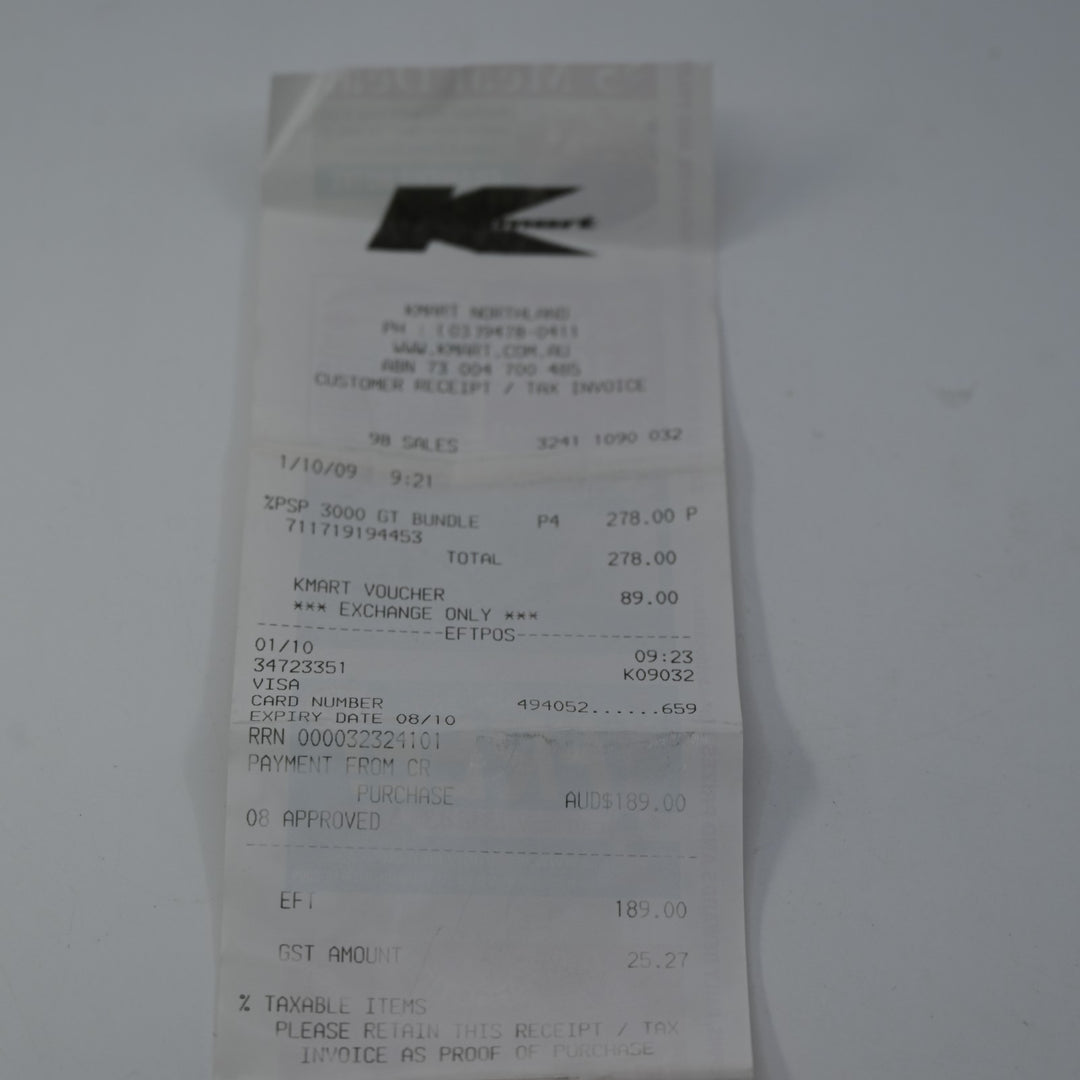 Kmart
KMART NORTHLAND
PH : (03)9478-0411
WWW.KMART.COM.AU
ABN 73 004 700 485
CUSTOMER RECEIPT / TAX INVOICE
98 SALES 3241 1090 032
1/10/09 9:21
%PSP 3000 GT BUNDLE P4 278.00 P
711719194453
TOTAL 278.00
KMART VOUCHER 89.00
*** EXCHANGE ONLY ***
----------------EFTPOS----------------
01/10 09:23
34723351 K09032
VISA
CARD NUMBER 494052......659
EXPIRY DATE 08/10
RRN 000032324101
PAYMENT FROM CR
PURCHASE AUD$189.00
08 APPROVED
EFT 189.00
GST AMOUNT 25.27
% TAXABLE ITEMS
PLEASE RETAIN THIS RECEIPT / TAX
INVOICE AS PROOF OF PURCHASE